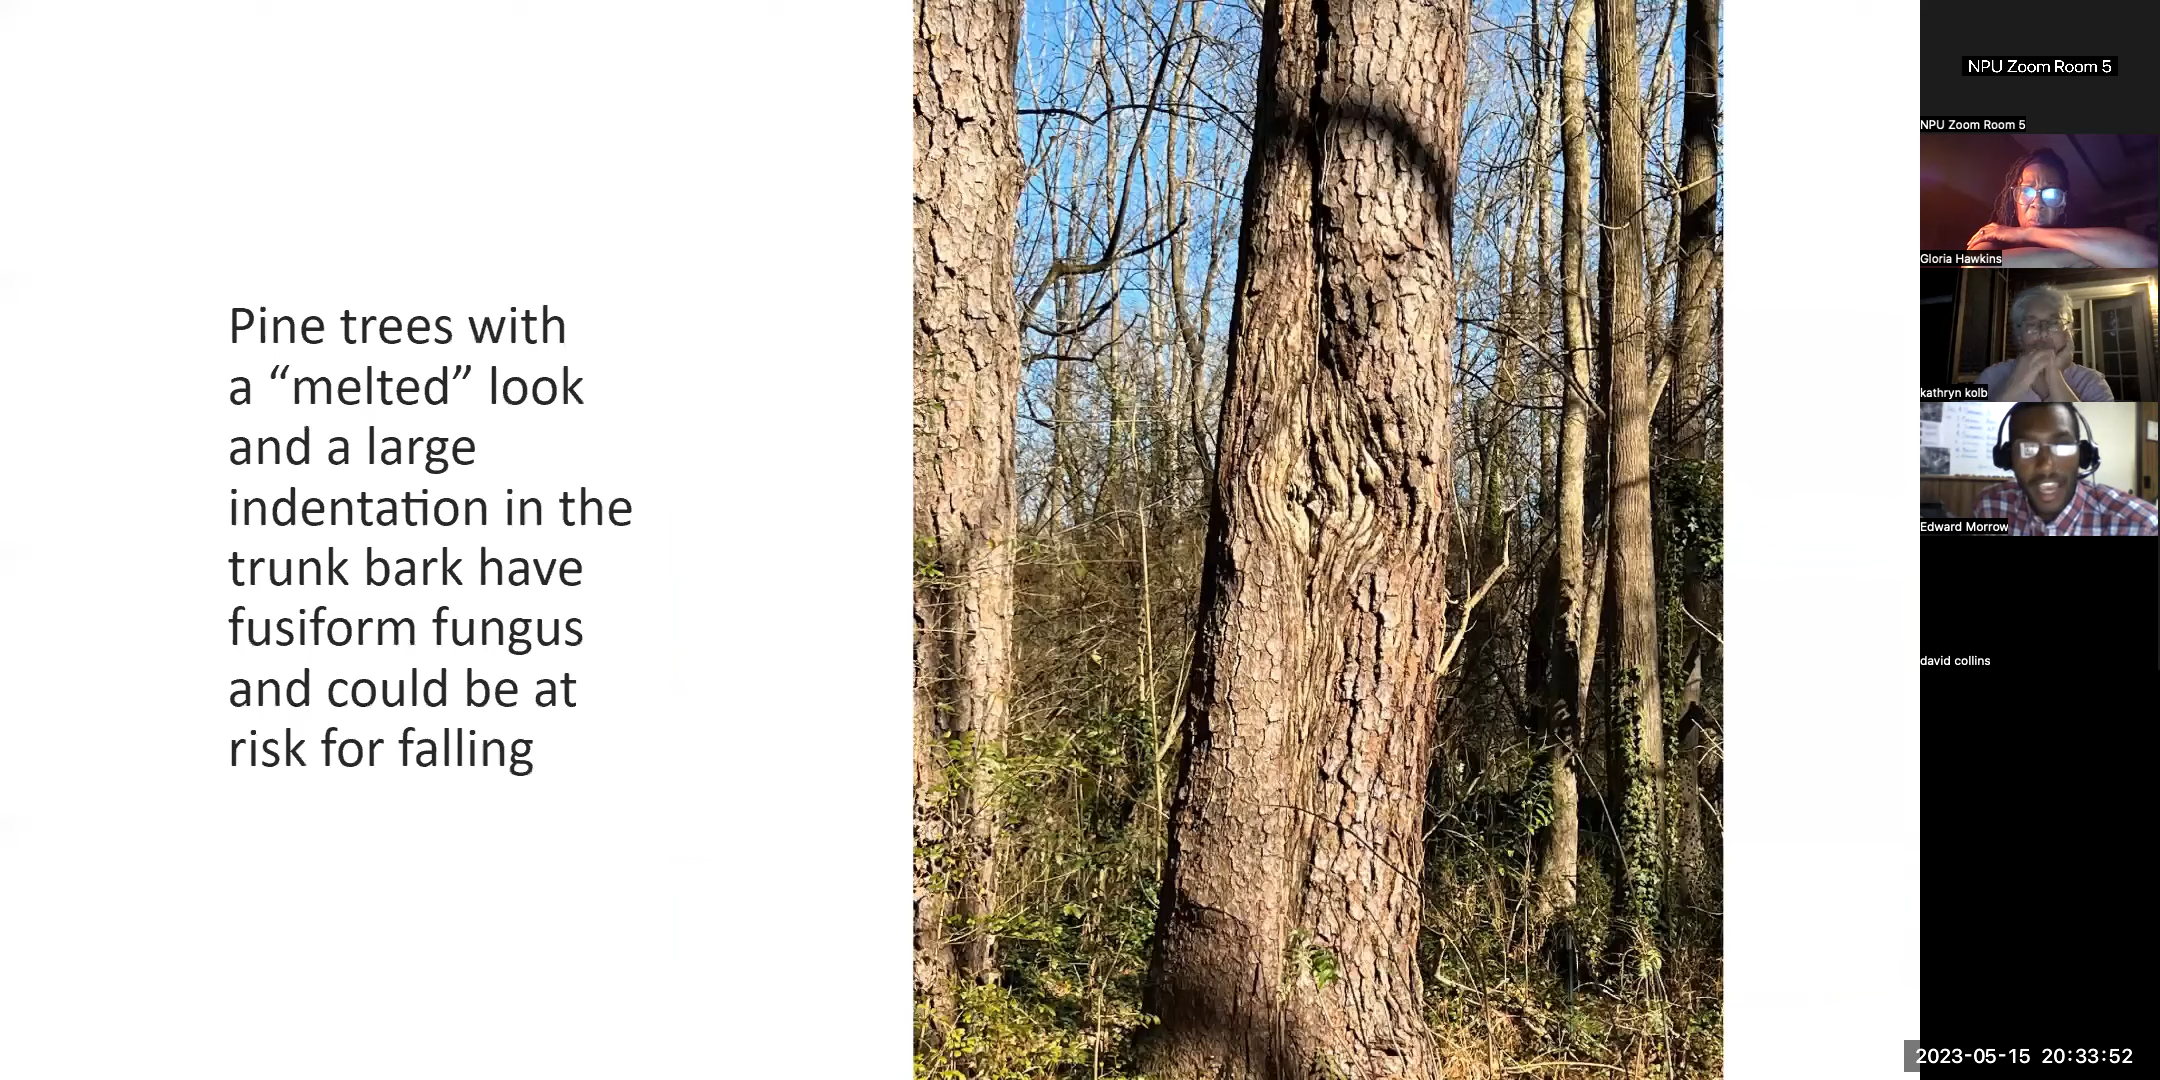 Pine trees with
a “melted” look
and a large
indentation in the
trunk bark have
fusiform fungus
and could be at
risk for falling
NPU Zoom Room 5
NPU Zoom Room 5
Gloria Hawkins
kathryn kolb
Edward Morrow
david collins
2023-05-15 20:33:52